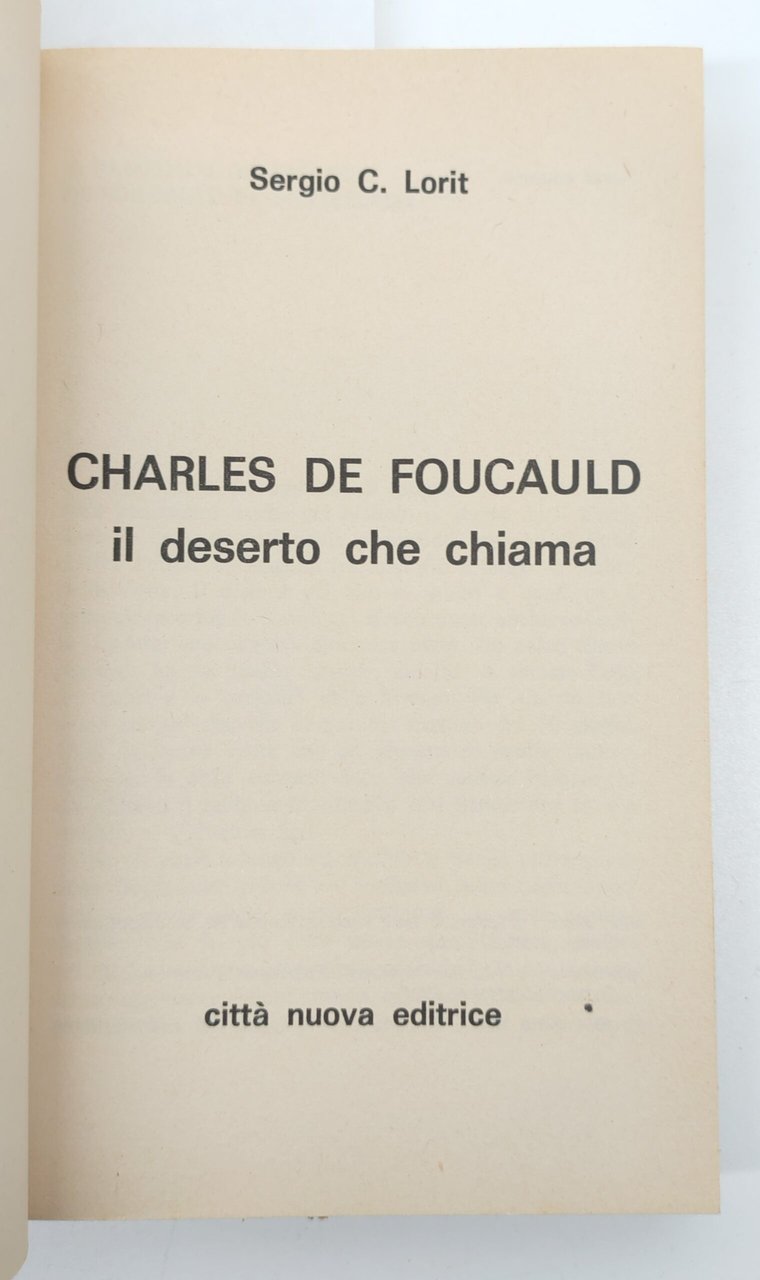 Sergio C. Lorit
CHARLES DE FOUCAULD
il deserto che chiama
città nuova editrice